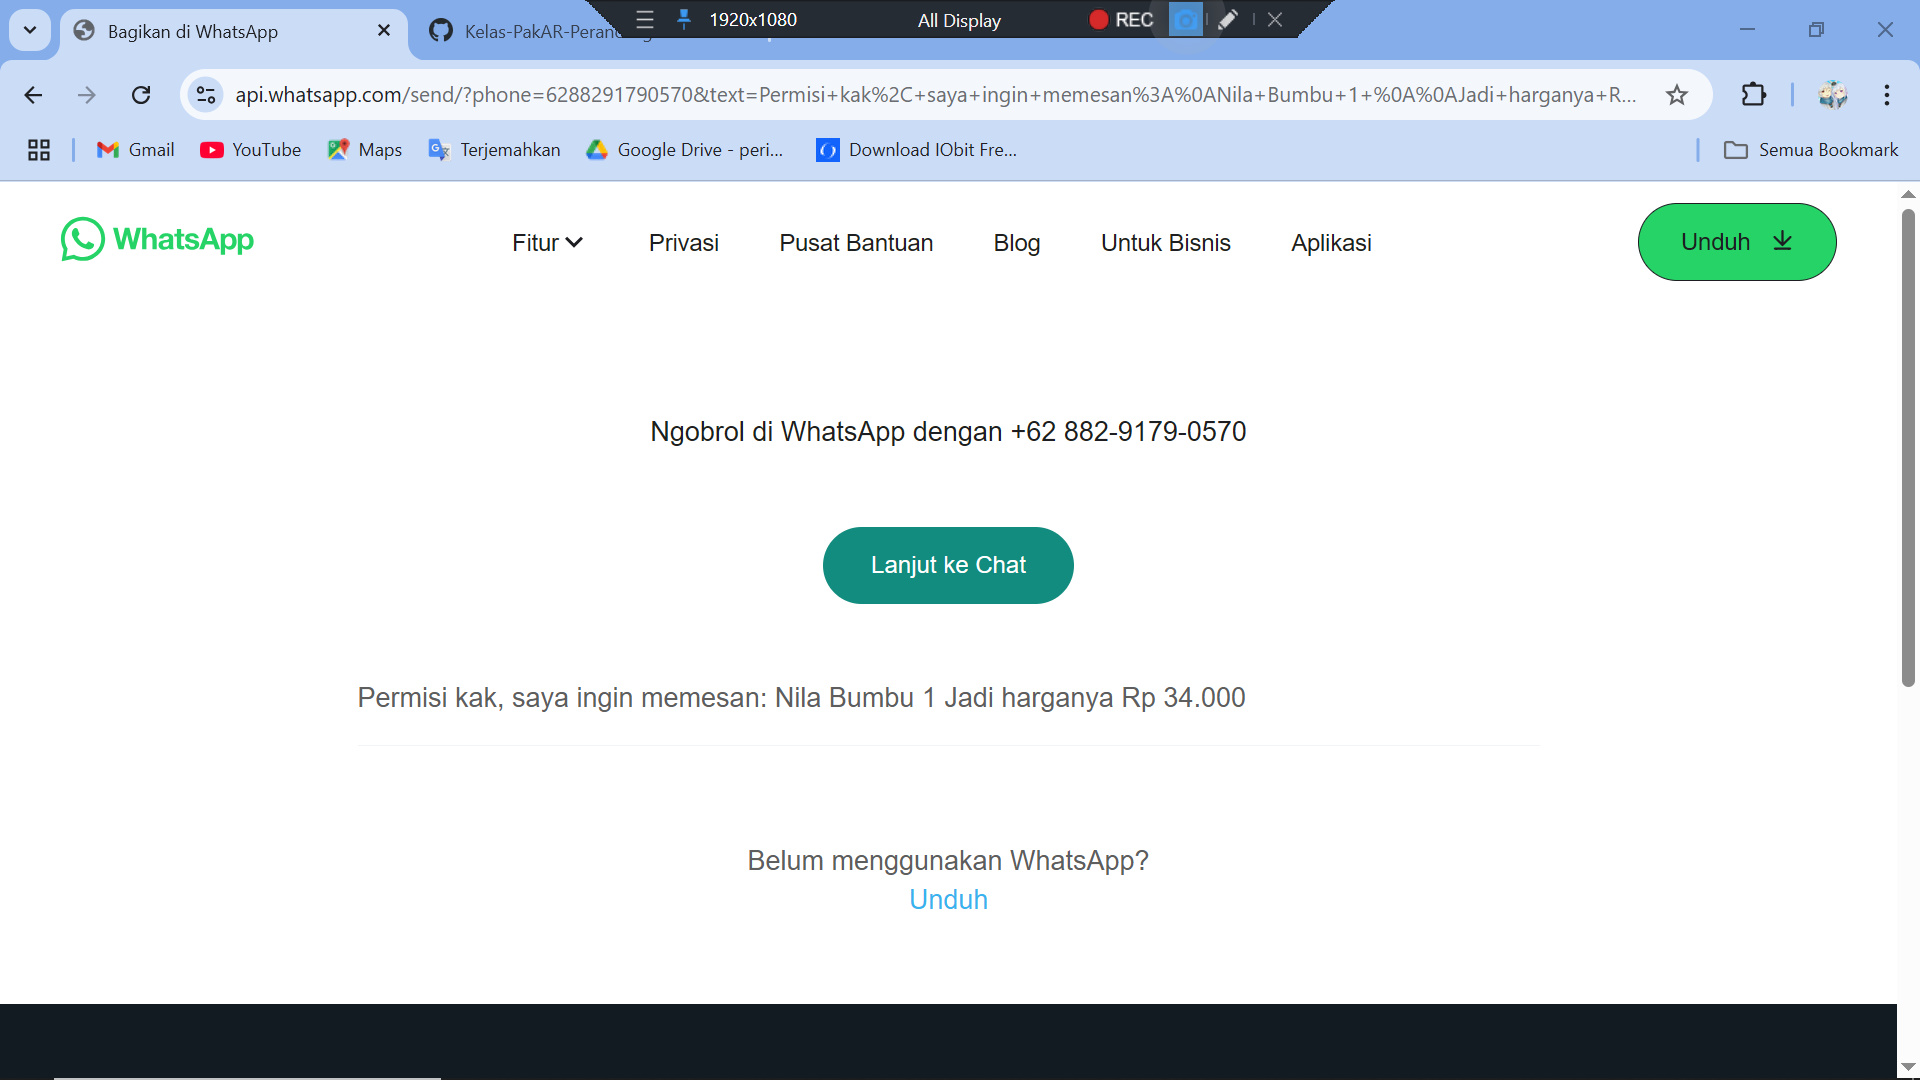 Bagikan di WhatsApp
Kelas-PakAR-Peran
1920x1080
All Display
REC
api.whatsapp.com/send/?phone=6288291790570&text=Permisi+kak%2C+saya+ingin+memesan%3A%0ANila+Bumbu+1+%0A%0AJadi+harganya+R...
Gmail
YouTube
Maps
Terjemahkan
Google Drive - peri...
Download IObit Fre...
Semua Bookmark
WhatsApp
Fitur
Privasi
Pusat Bantuan
Blog
Untuk Bisnis
Aplikasi
Unduh
Ngobrol di WhatsApp dengan +62 882-9179-0570
Lanjut ke Chat
Permisi kak, saya ingin memesan: Nila Bumbu 1 Jadi harganya Rp 34.000
Belum menggunakan WhatsApp?
Unduh